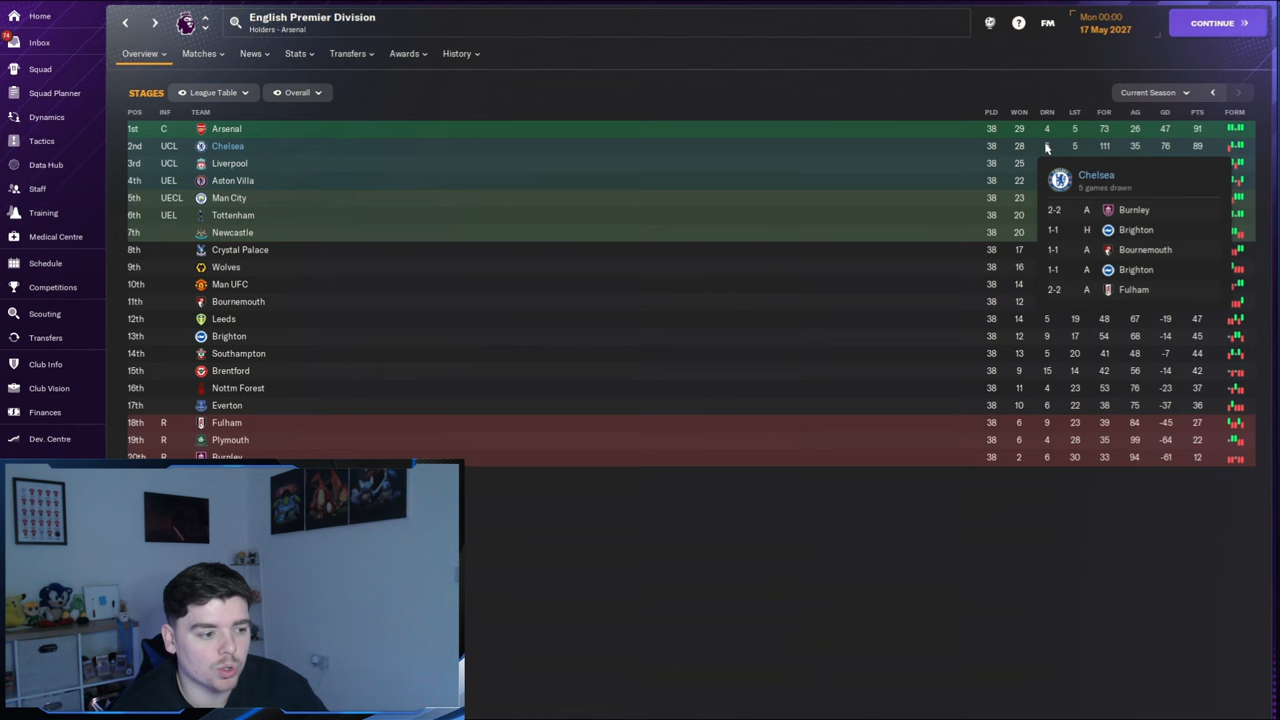 Home
English Premier Division
Holders - Arsenal
FM
Mon 00:00
17 May 2027
CONTINUE
74
Inbox
Squad
Squad Planner
Dynamics
Tactics
Data Hub
Staff
Training
Medical Centre
Schedule
Competitions
Scouting
Transfers
Club Info
Club Vision
Finances
Dev. Centre
Overview Matches News Stats Transfers Awards History
STAGES League Table Overall Current Season
POS INF TEAM PLD WON DRN LST FOR AG GD PTS FORM
1st C Arsenal 38 29 4 5 73 26 47 91
2nd UCL Chelsea 38 28 5 111 35 76 89
3rd UCL Liverpool 38 25
4th UEL Aston Villa 38 22
5th UECL Man City 38 23
6th UEL Tottenham 38 20
7th Newcastle 38 20
8th Crystal Palace 38 17
9th Wolves 38 16
10th Man UFC 38 14
11th Bournemouth 38 12
12th Leeds 38 14 5 19 48 67 -19 47
13th Brighton 38 12 9 17 54 68 -14 45
14th Southampton 38 13 5 20 41 48 -7 44
15th Brentford 38 9 15 14 42 56 -14 42
16th Nottm Forest 38 11 4 23 53 76 -23 37
17th Everton 38 10 6 22 38 75 -37 36
18th R Fulham 38 6 9 23 39 84 -45 27
19th R Plymouth 38 6 4 28 35 99 -64 22
20th R Burnley 38 2 6 30 33 94 -61 12
Chelsea
5 games drawn
2-2 A Burnley
1-1 H Brighton
1-1 A Bournemouth
1-1 A Brighton
2-2 A Fulham